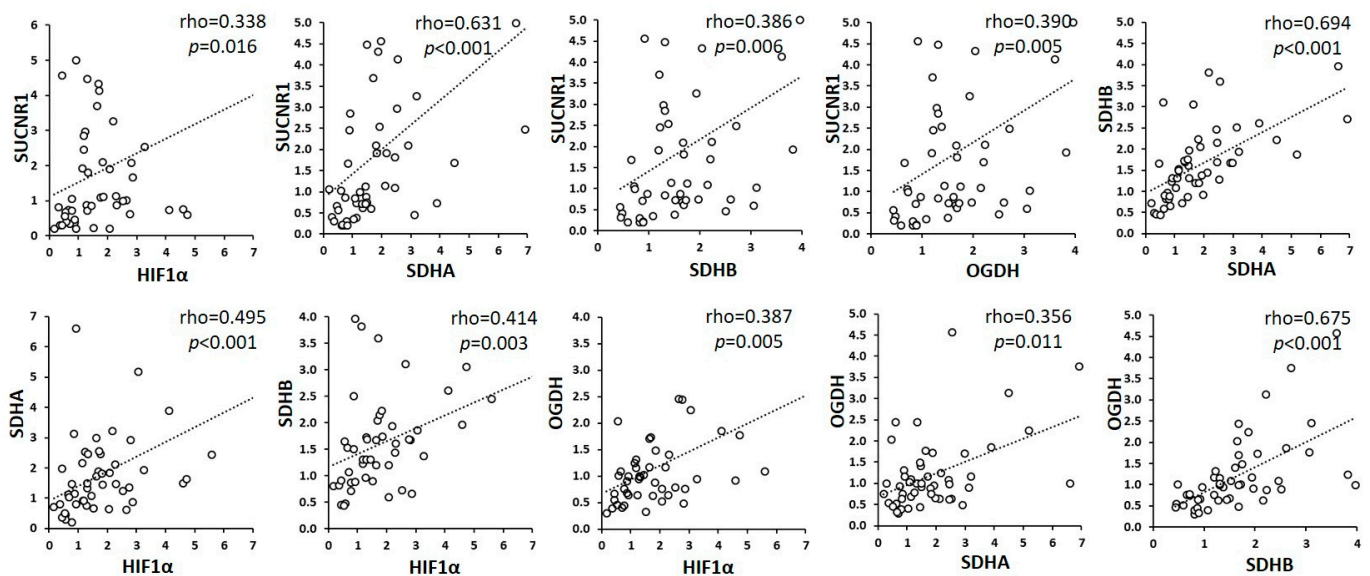 rho=0.338
p=0.016
SUCNR1
6
5
4
3
2
1
0
0 1 2 3 4 5 6 7
HIF1α
rho=0.631
p<0.001
SUCNR1
5.0
4.5
4.0
3.5
3.0
2.5
2.0
1.5
1.0
0.5
0.0
0 1 2 3 4 5 6 7
SDHA
rho=0.386
p=0.006
SUCNR1
5.0
4.5
4.0
3.5
3.0
2.5
2.0
1.5
1.0
0.5
0.0
0 1 2 3 4
SDHB
rho=0.390
p=0.005
SUCNR1
5.0
4.5
4.0
3.5
3.0
2.5
2.0
1.5
1.0
0.5
0.0
0 1 2 3 4
OGDH
rho=0.694
p<0.001
SDHB
5.0
4.5
4.0
3.5
3.0
2.5
2.0
1.5
1.0
0.5
0.0
0 1 2 3 4 5 6 7
SDHA
rho=0.495
p<0.001
SDHA
7
6
5
4
3
2
1
0
0 1 2 3 4 5 6 7
HIF1α
rho=0.414
p=0.003
SDHB
4.0
3.5
3.0
2.5
2.0
1.5
1.0
0.5
0.0
0 1 2 3 4 5 6 7
HIF1α
rho=0.387
p=0.005
OGDH
4.0
3.5
3.0
2.5
2.0
1.5
1.0
0.5
0.0
0 1 2 3 4 5 6 7
HIF1α
rho=0.356
p=0.011
OGDH
5.0
4.5
4.0
3.5
3.0
2.5
2.0
1.5
1.0
0.5
0.0
0 1 2 3 4 5 6 7
SDHA
rho=0.675
p<0.001
OGDH
5.0
4.5
4.0
3.5
3.0
2.5
2.0
1.5
1.0
0.5
0.0
0 1 2 3 4
SDHB